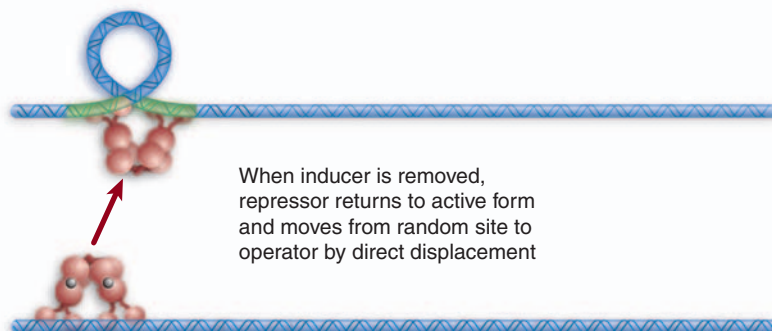 When inducer is removed,
repressor returns to active form
and moves from random site to
operator by direct displacement